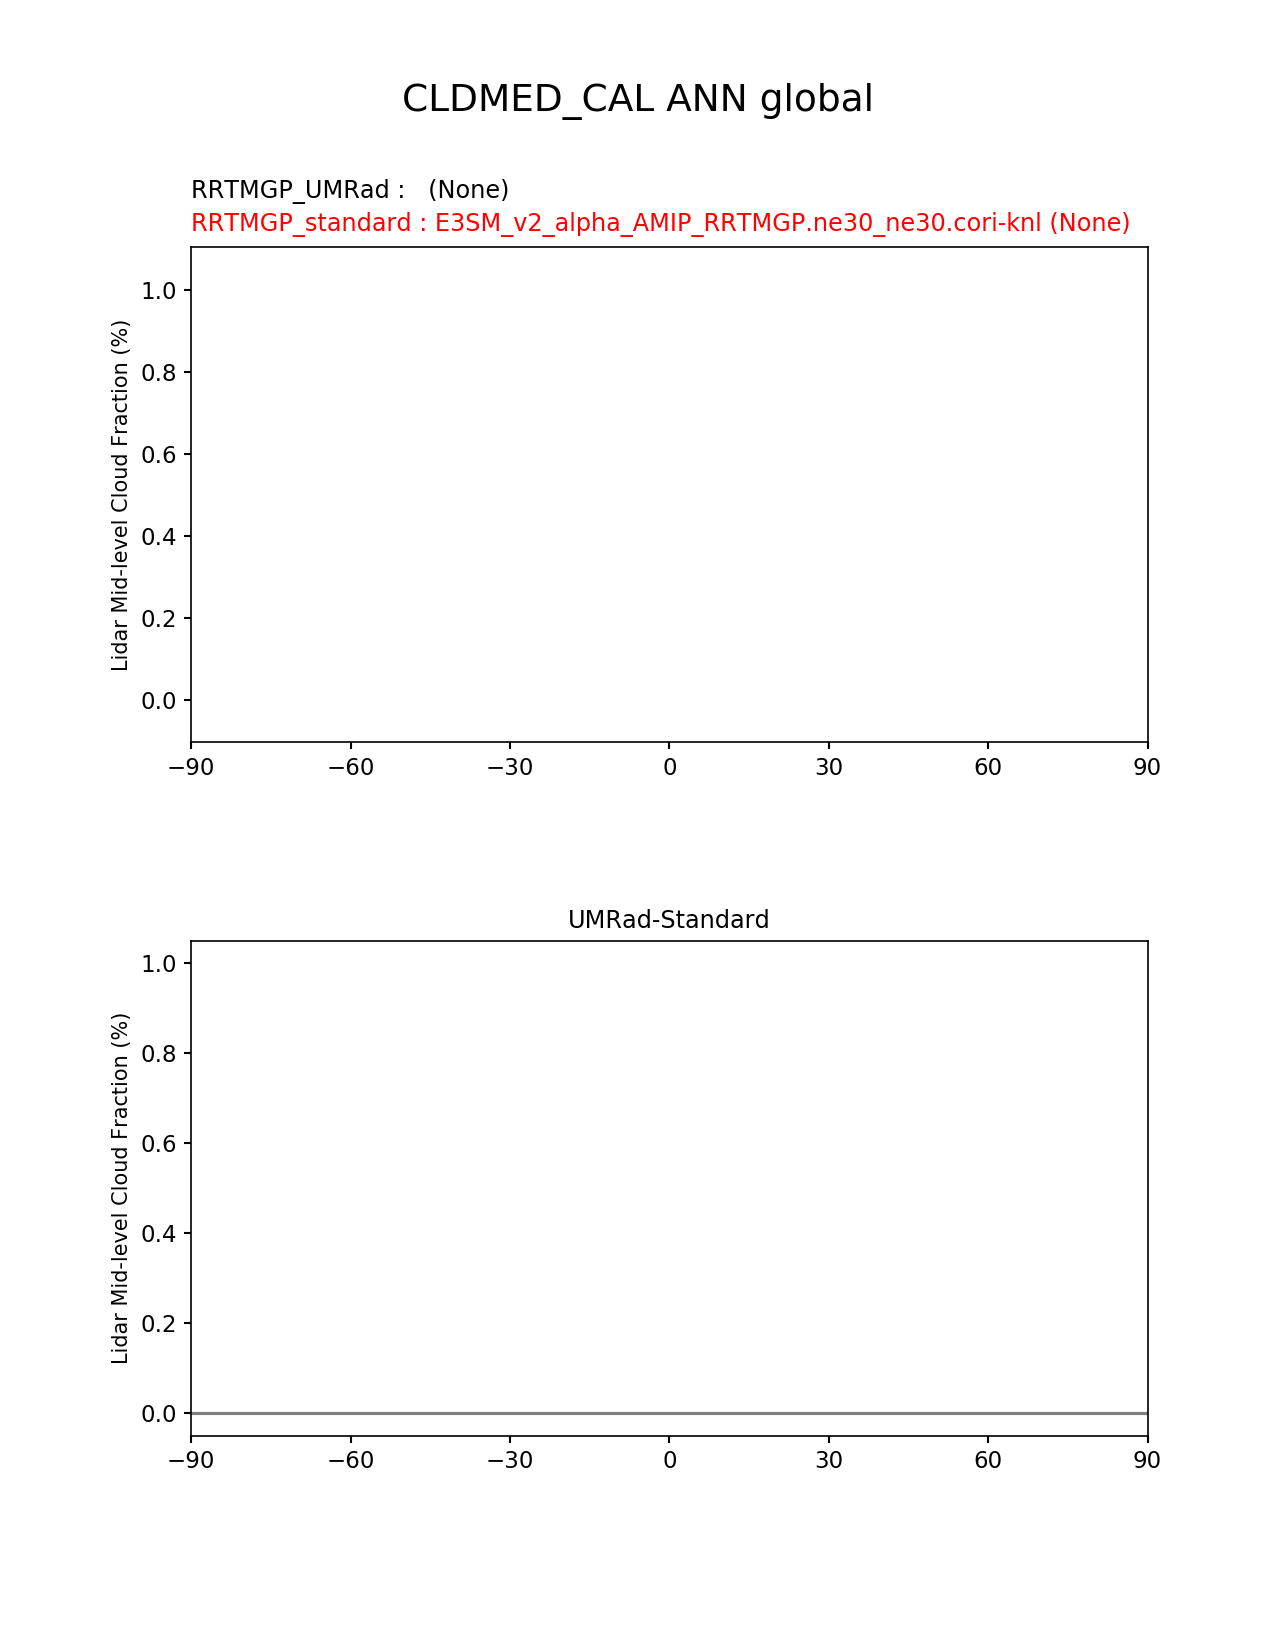 CLDMED_CAL ANN global
RRTMGP_UMRad :   (None)
RRTMGP_standard : E3SM_v2_alpha_AMIP_RRTMGP.ne30_ne30.cori-knl (None)
Lidar Mid-level Cloud Fraction (%)
1.0
0.8
0.6
0.4
0.2
0.0
−90 −60 −30 0 30 60 90
UMRad-Standard
Lidar Mid-level Cloud Fraction (%)
1.0
0.8
0.6
0.4
0.2
0.0
−90 −60 −30 0 30 60 90